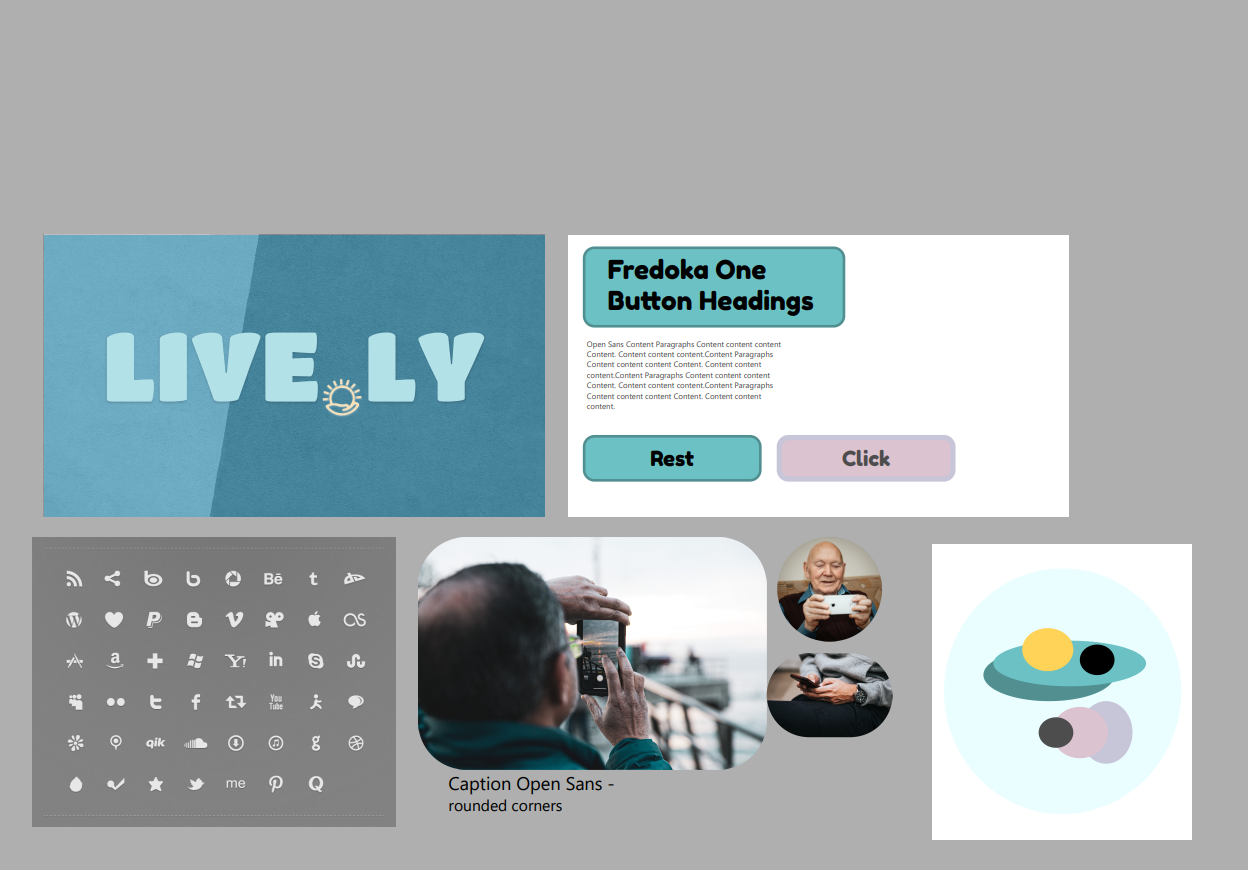 LIVE LY
Fredoka One
Button Headings
Open Sans Content Paragraphs Content content content
Content. Content content content.Content Paragraphs
Content content content Content. Content content
content.Content Paragraphs Content content content
Content. Content content content.Content Paragraphs
Content content content Content. Content content
content.
Rest
Click
Bē
t
a
Y!
in
You
Tube
t
f
qik
g
me
Caption Open Sans -
rounded corners